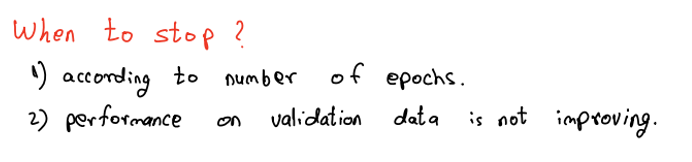 When to stop ?
1) according to number of epochs.
2) performance on validation data is not improving.